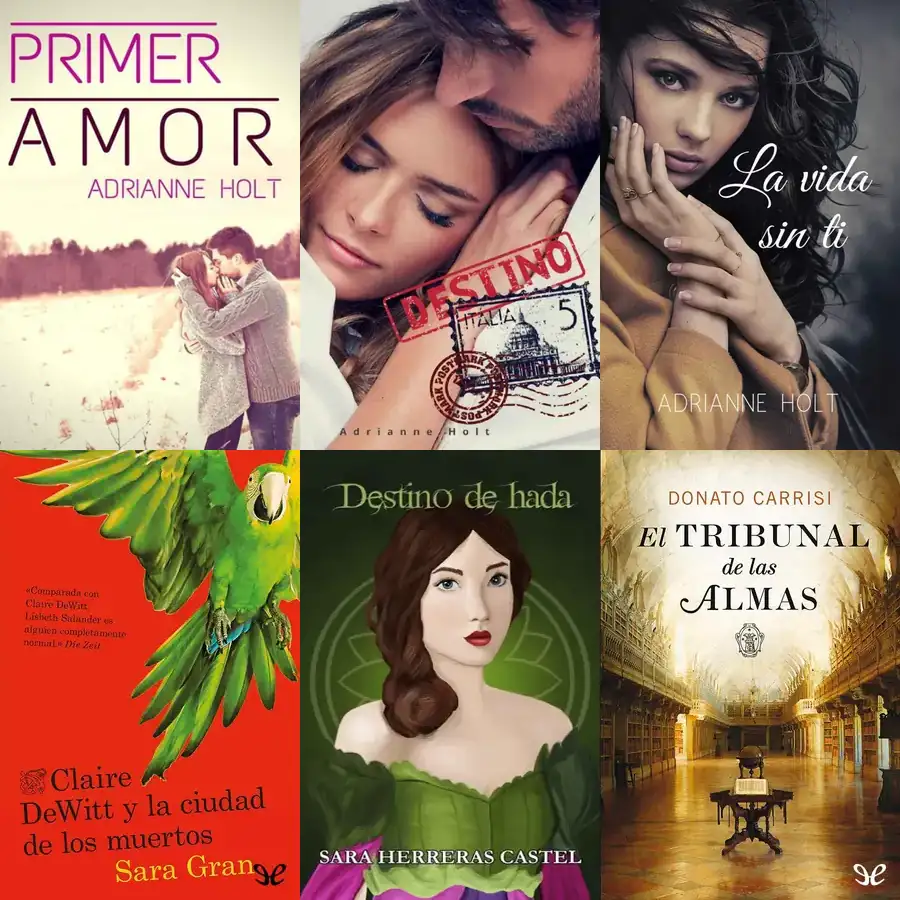 PRIMER
AMOR
ADRIANNE HOLT
DESTINO
ITALIA 5
POSTMARK POSTMARK
Adrianne Holt
La vida
sin ti
ADRIANNE HOLT
«Comparada con
Claire DeWitt,
Lisbeth Salander es
alguien completamente
normal.» Die Zeit
Claire
DeWitt y la ciudad
de los muertos
Sara Gran
Destino de hada
SARA HERRERAS CASTEL
DONATO CARRISI
El TRIBUNAL
de las
ALMAS